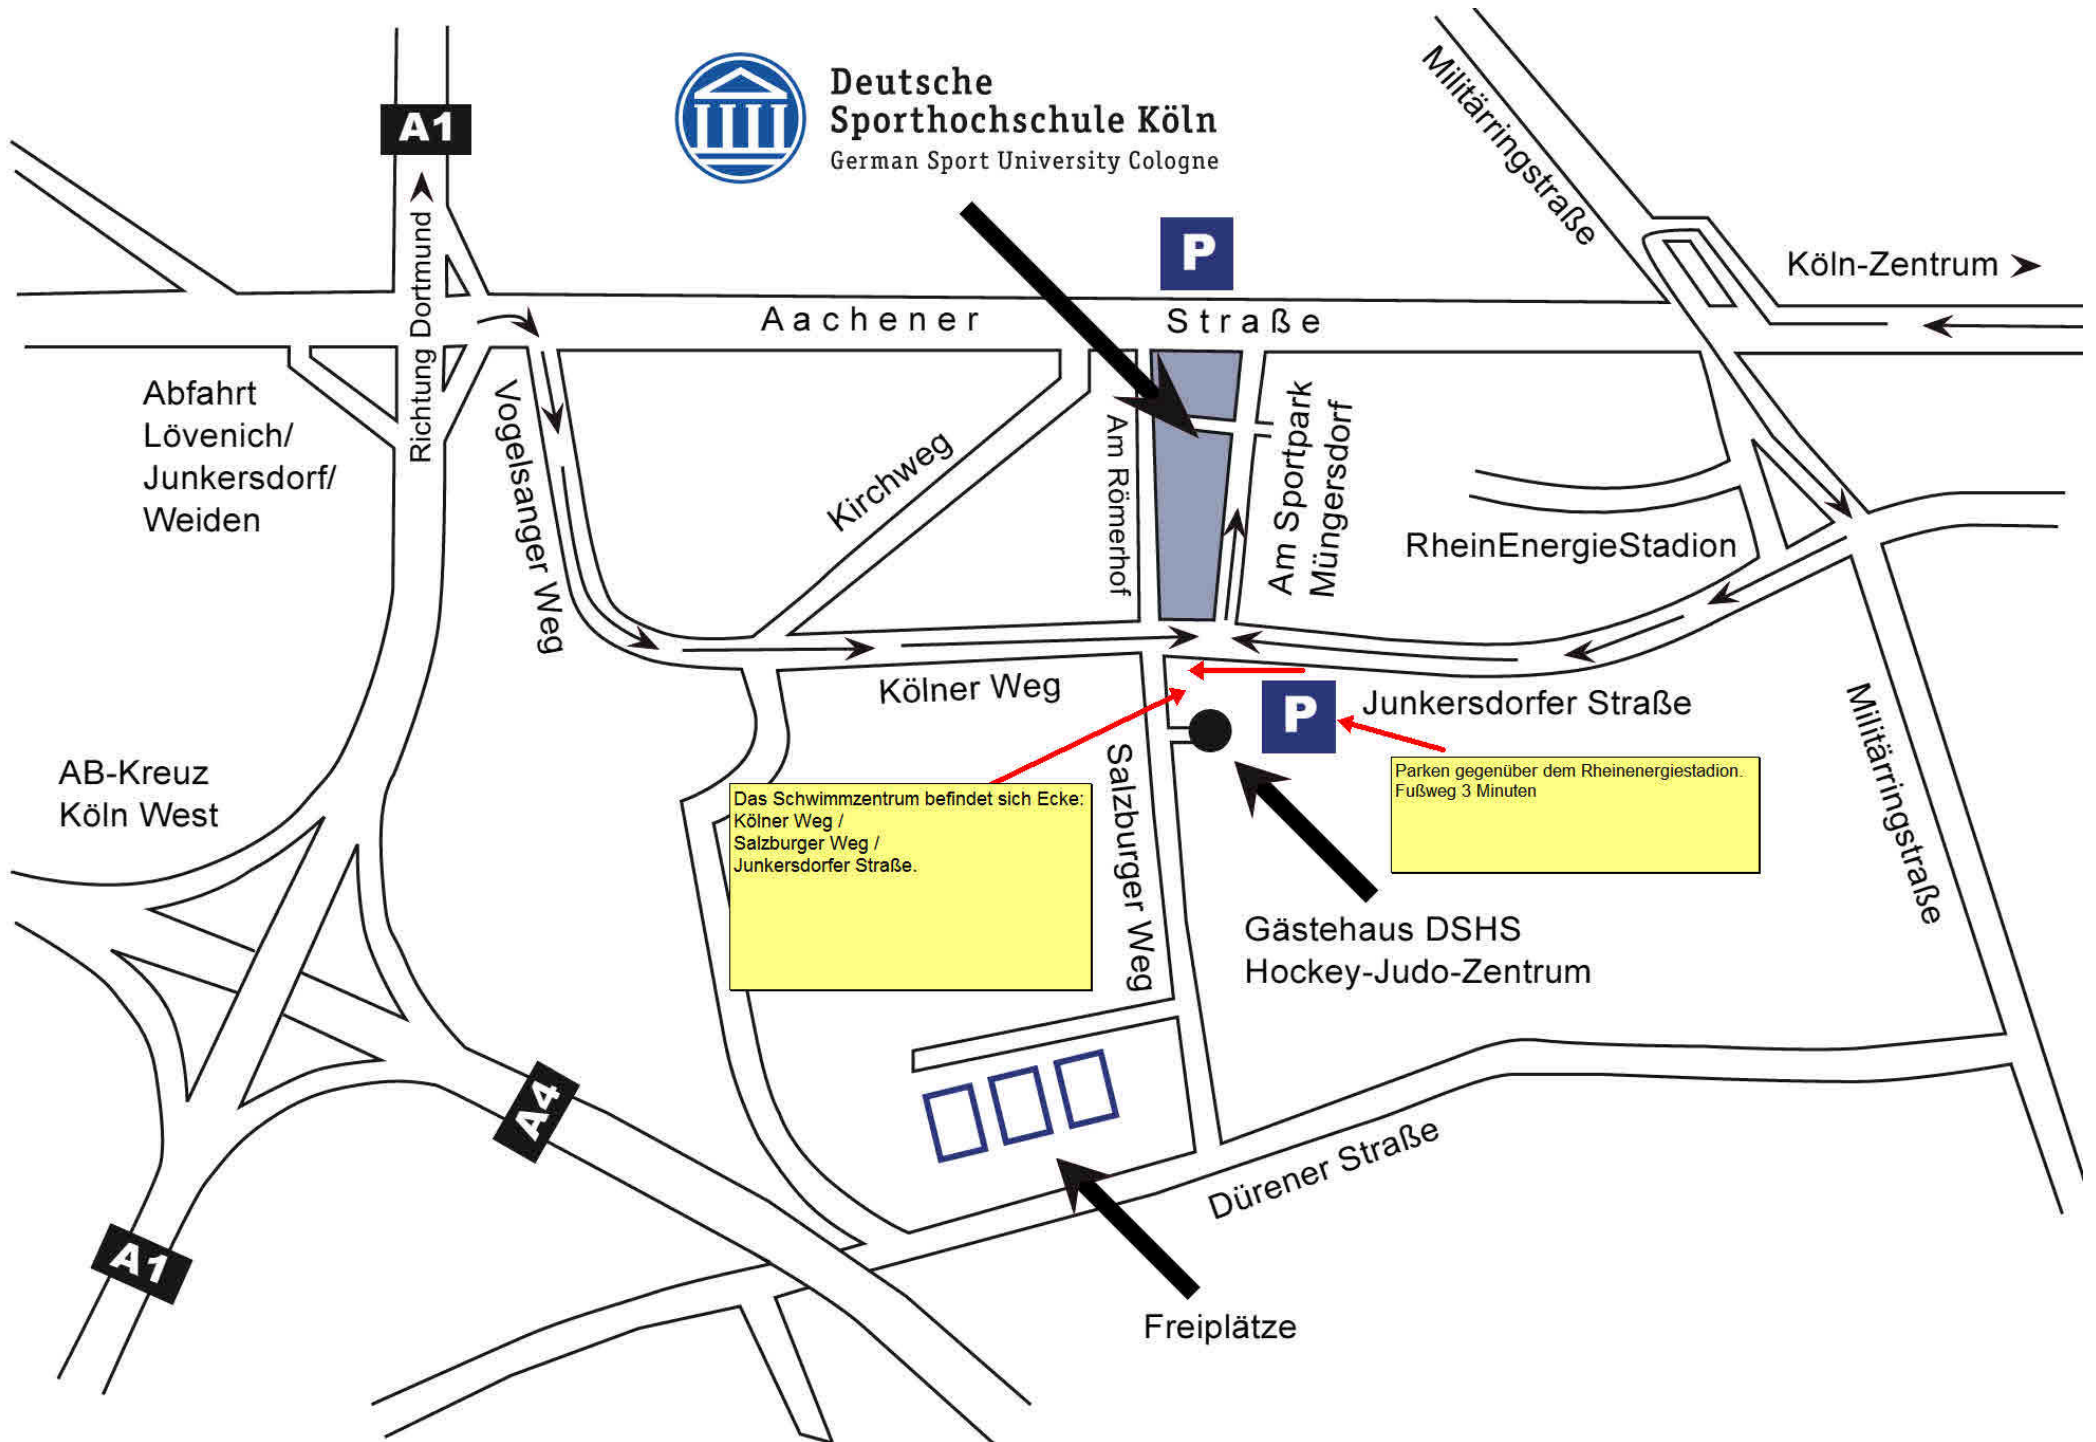 Deutsche
Sporthochschule Köln
German Sport University Cologne
A1
Richtung Dortmund
Militärringstraße
P
Köln-Zentrum
Aachener Straße
Abfahrt
Lövenich/
Junkersdorf/
Weiden
Vogelsanger Weg
Kirchweg
Am Römerhof
Am Sportpark
Müngersdorf
RheinEnergieStadion
Kölner Weg
P
Junkersdorfer Straße
Militärringstraße
AB-Kreuz
Köln West
Das Schwimmzentrum befindet sich Ecke:
Kölner Weg /
Salzburger Weg /
Junkersdorfer Straße.
Salzburger Weg
Parken gegenüber dem Rheinenergiestadion.
Fußweg 3 Minuten
Gästehaus DSHS
Hockey-Judo-Zentrum
A4
Dürener Straße
A1
Freiplätze